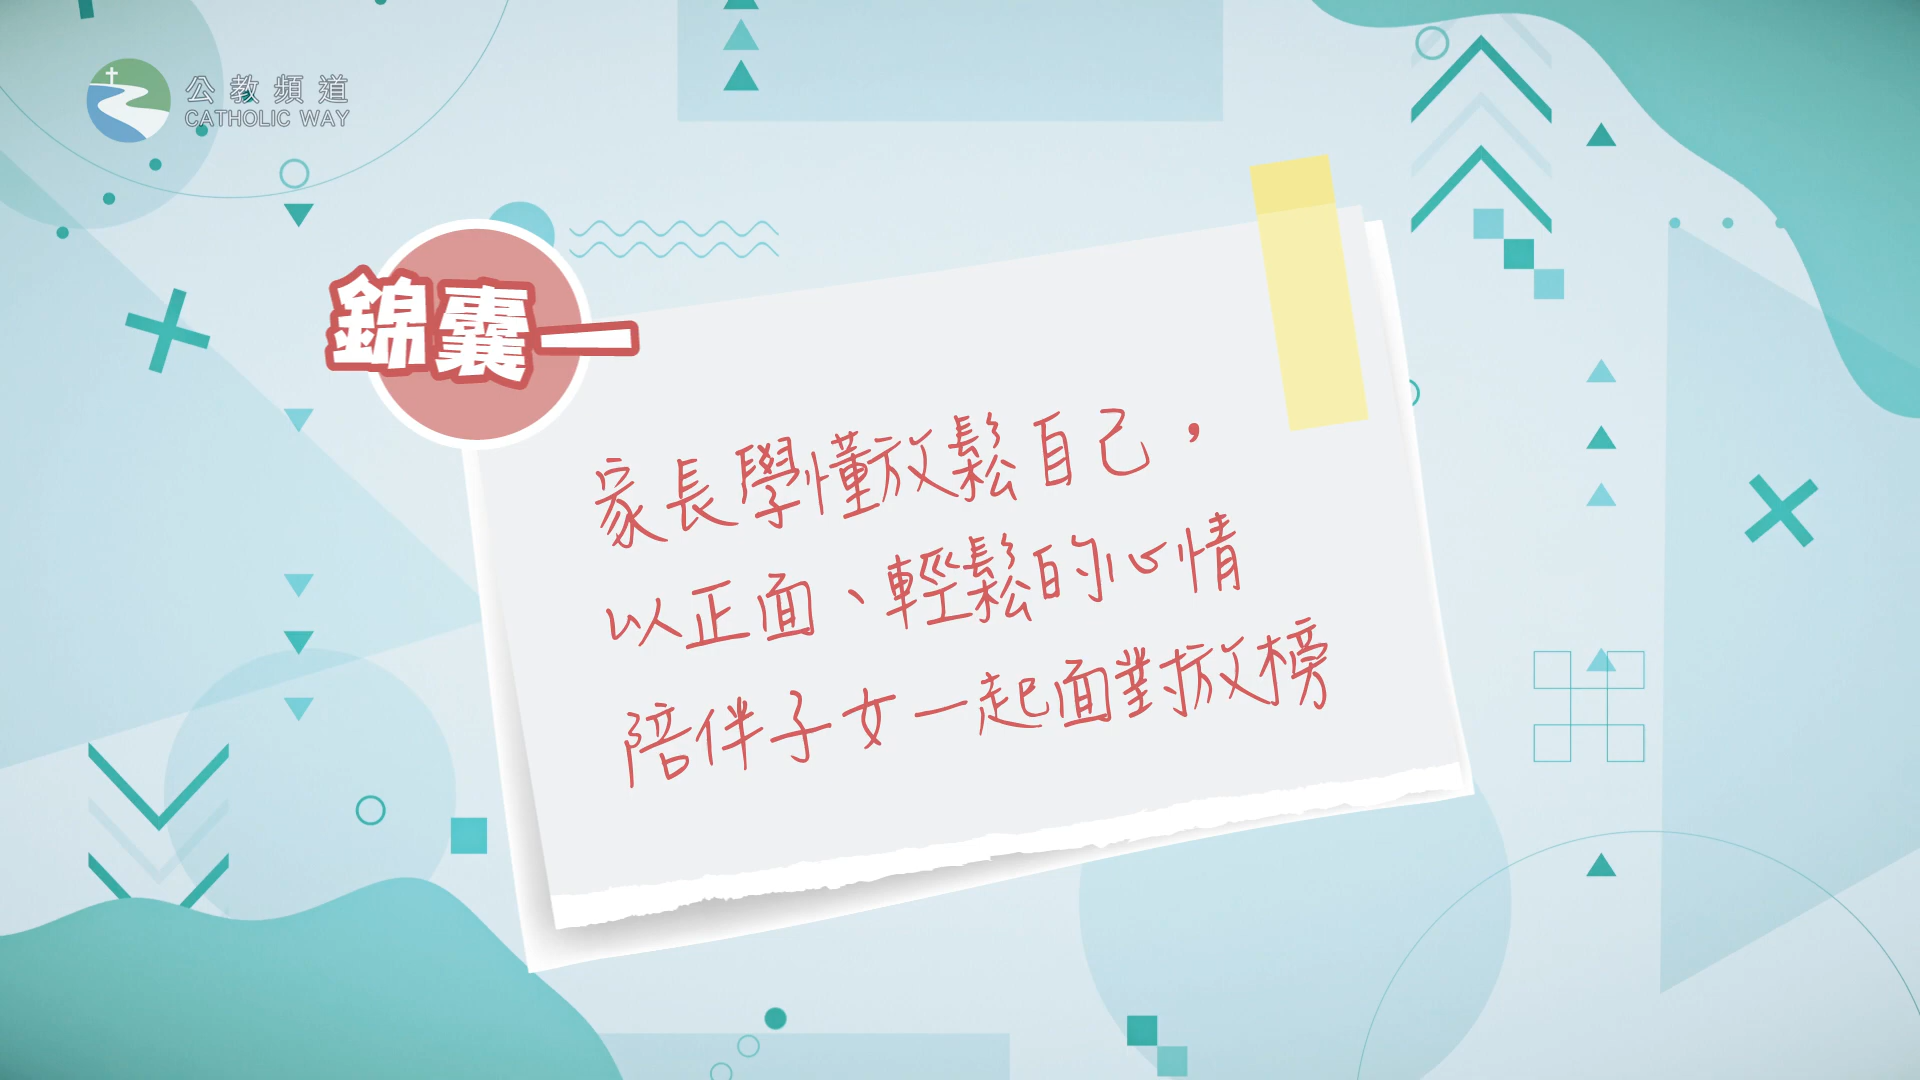 公教頻道
CATHOLIC WAY
錦囊一
家長學懂放鬆自己，
以正面、輕鬆的心情
陪伴子女一起面對放榜